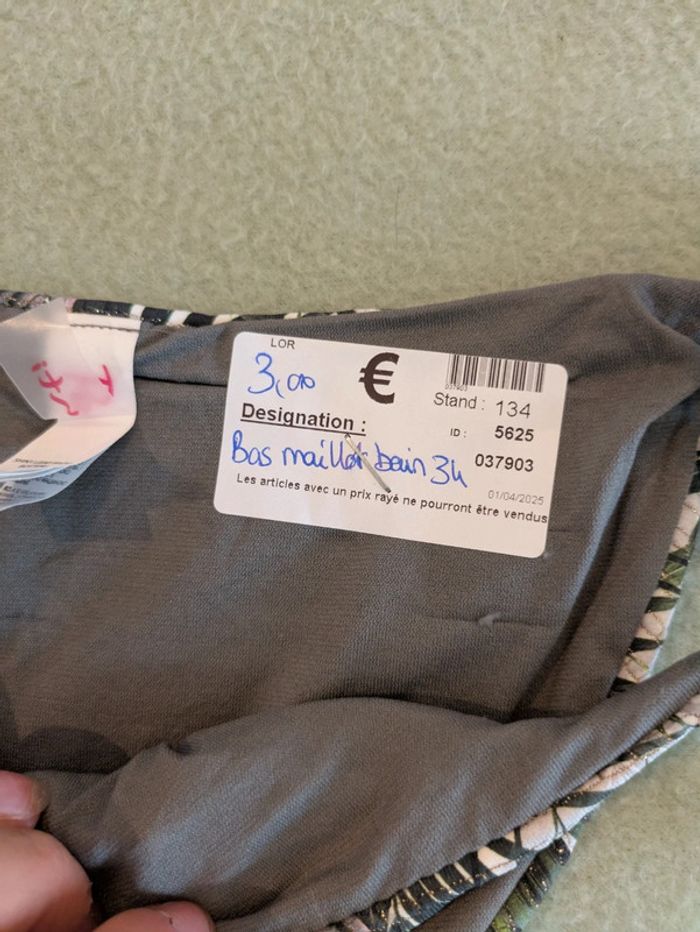 LOR
3,00 €
037903
Stand : 134
Designation :
ID : 5625
Bas maillot bain 34
037903
01/04/2025
Les articles avec un prix rayé ne pourront être vendus